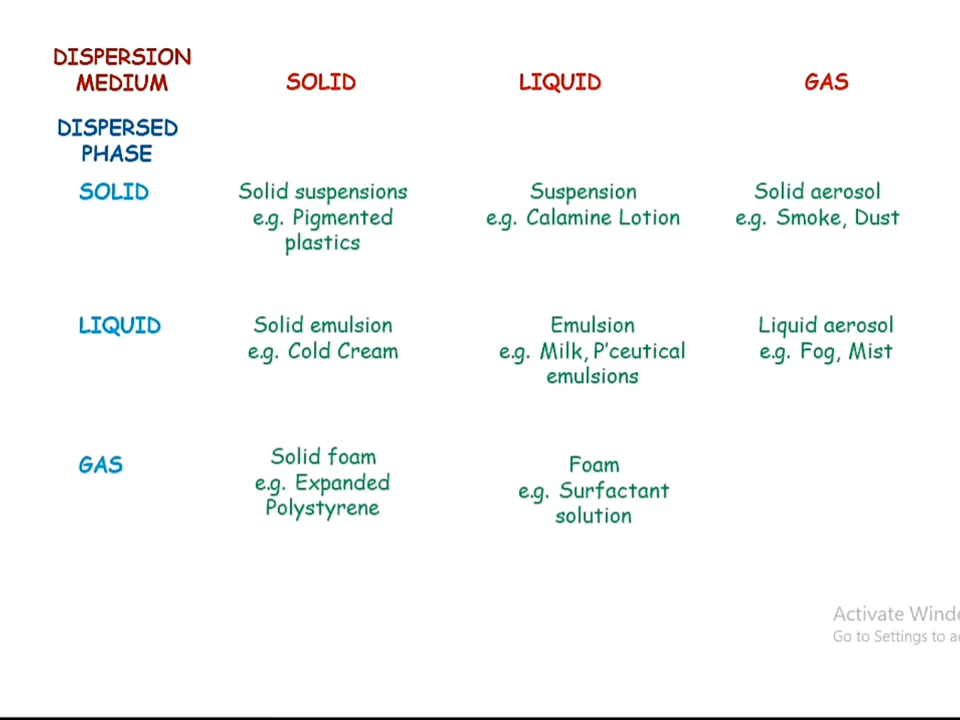 DISPERSION
MEDIUM
SOLID
LIQUID
GAS
DISPERSED
PHASE
SOLID
Solid suspensions
e.g. Pigmented
plastics
Suspension
e.g. Calamine Lotion
Solid aerosol
e.g. Smoke, Dust
LIQUID
Solid emulsion
e.g. Cold Cream
Emulsion
e.g. Milk, P'ceutical
emulsions
Liquid aerosol
e.g. Fog, Mist
GAS
Solid foam
e.g. Expanded
Polystyrene
Foam
e.g. Surfactant
solution
Activate
Go to Settings to